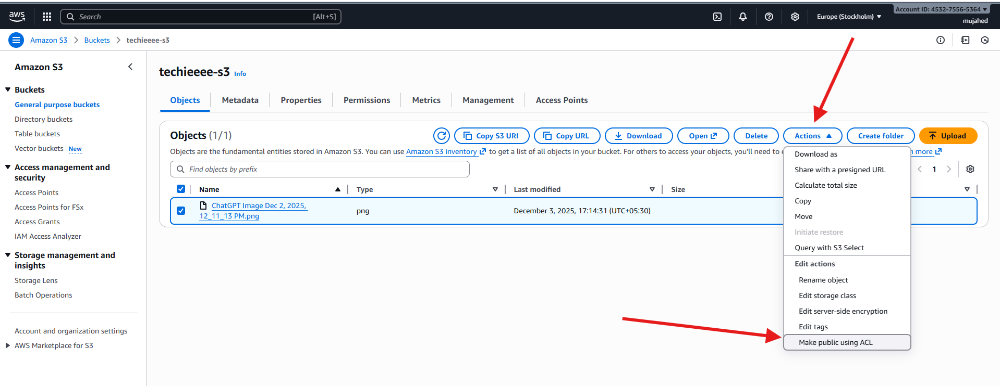 aws
Search [Alt+S]
Europe (Stockholm)
Account ID: 4532-7556-5364
mujahed
Amazon S3 > Buckets > techieeee-s3
Amazon S3
Buckets
General purpose buckets
Directory buckets
Table buckets
Vector buckets New
Access management and
security
Access Points
Access Points for FSx
Access Grants
IAM Access Analyzer
Storage management and
insights
Storage Lens
Batch Operations
Account and organization settings
AWS Marketplace for S3
techieeee-s3 Info
Objects Metadata Properties Permissions Metrics Management Access Points
Objects (1/1) Copy S3 URI Copy URL Download Open Delete Actions Create folder Upload
Objects are the fundamental entities stored in Amazon S3. You can use Amazon S3 inventory to get a list of all objects in your bucket. For others to access your objects, you'll need to more
Find objects by prefix
1
Name Type Last modified Size
ChatGPT Image Dec 2, 2025,
12_11_13 PM.png
png December 3, 2025, 17:14:31 (UTC+05:30)
Download as
Share with a presigned URL
Calculate total size
Copy
Move
Initiate restore
Query with S3 Select
Edit actions
Rename object
Edit storage class
Edit server-side encryption
Edit tags
Make public using ACL